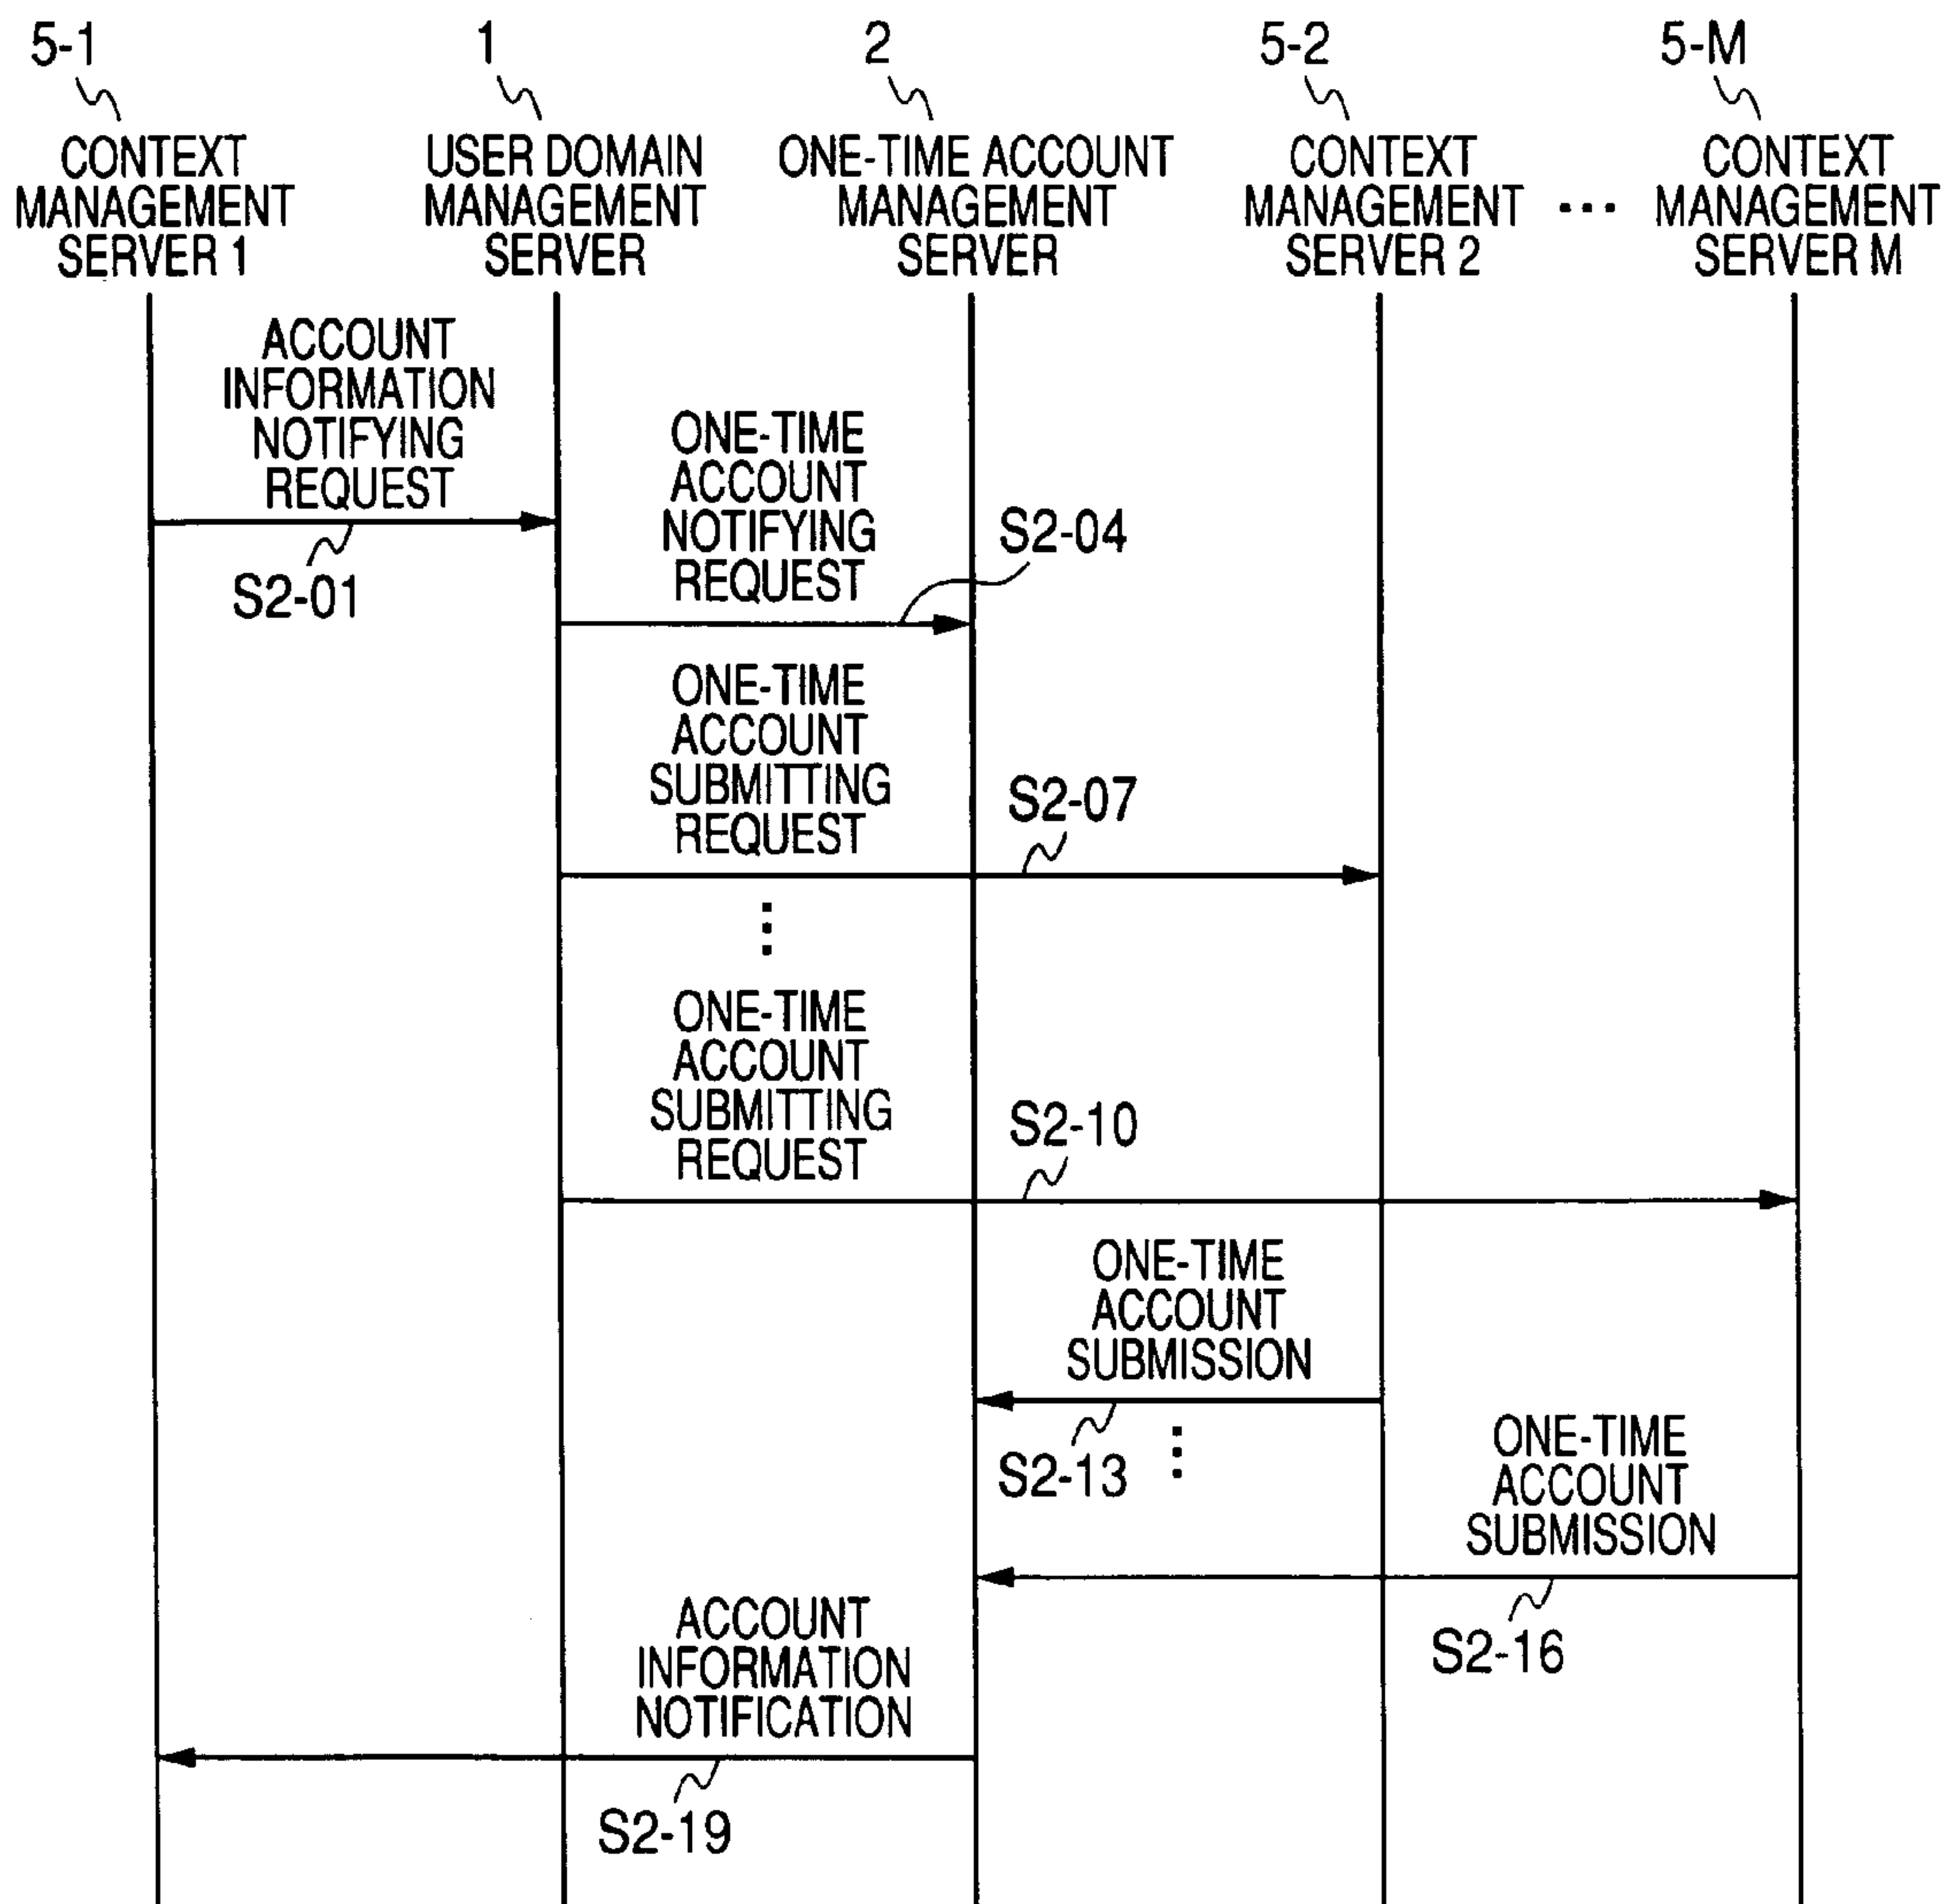 5-1
1
2
5-2
5-M
CONTEXT
MANAGEMENT
SERVER 1
USER DOMAIN
MANAGEMENT
SERVER
ONE-TIME ACCOUNT
MANAGEMENT
SERVER
CONTEXT
MANAGEMENT
SERVER 2
...
CONTEXT
MANAGEMENT
SERVER M
ACCOUNT
INFORMATION
NOTIFYING
REQUEST
S2-01
ONE-TIME
ACCOUNT
NOTIFYING
REQUEST
S2-04
ONE-TIME
ACCOUNT
SUBMITTING
REQUEST
S2-07
ONE-TIME
ACCOUNT
SUBMITTING
REQUEST
S2-10
ONE-TIME
ACCOUNT
SUBMISSION
S2-13
ONE-TIME
ACCOUNT
SUBMISSION
S2-16
ACCOUNT
INFORMATION
NOTIFICATION
S2-19